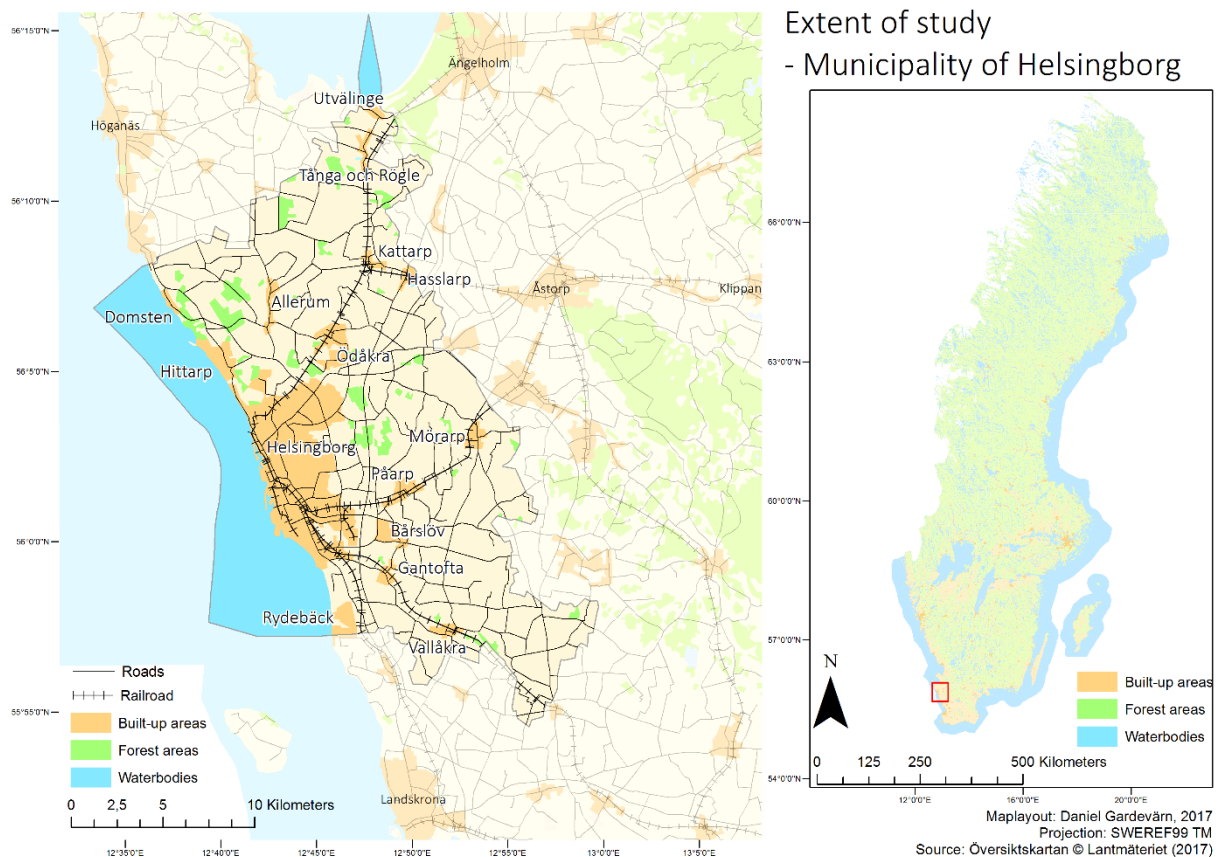 Extent of study
- Municipality of Helsingborg
56°15'0"N
56°10'0"N
56°5'0"N
56°0'0"N
55°55'0"N
Ängelholm
Utvälinge
Höganäs
Tånga och Rögle
Kattarp
Hasslarp
Åstorp
Klippan
Allerum
Domsten
Ödåkra
Hittarp
Mörarp
Helsingborg
Påarp
Bårslöv
Gantofta
Rydebäck
Vallåkra
Landskrona
Roads
Railroad
Built-up areas
Forest areas
Waterbodies
0 2,5 5 10 Kilometers
12°35'0"E 12°40'0"E 12°45'0"E 12°50'0"E 12°55'0"E 13°0'0"E 13°5'0"E
66°0'0"N
63°0'0"N
60°0'0"N
57°0'0"N
54°0'0"N
N
Built-up areas
Forest areas
Waterbodies
0 125 250 500 Kilometers
12°0'0"E 16°0'0"E 20°0'0"E
Maplayout: Daniel Gardevärn, 2017
Projection: SWEREF99 TM
Source: Översiktskartan © Lantmäteriet (2017)